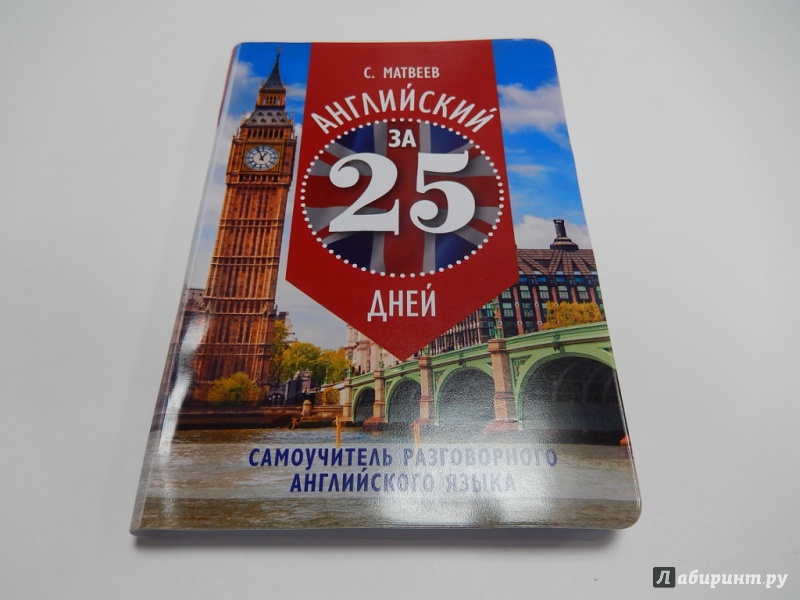 С. МАТВЕЕВ
АНГЛИЙСКИЙ
ЗА
25
ДНЕЙ
САМОУЧИТЕЛЬ РАЗГОВОРНОГО
АНГЛИЙСКОГО ЯЗЫКА
Лабиринт.ру